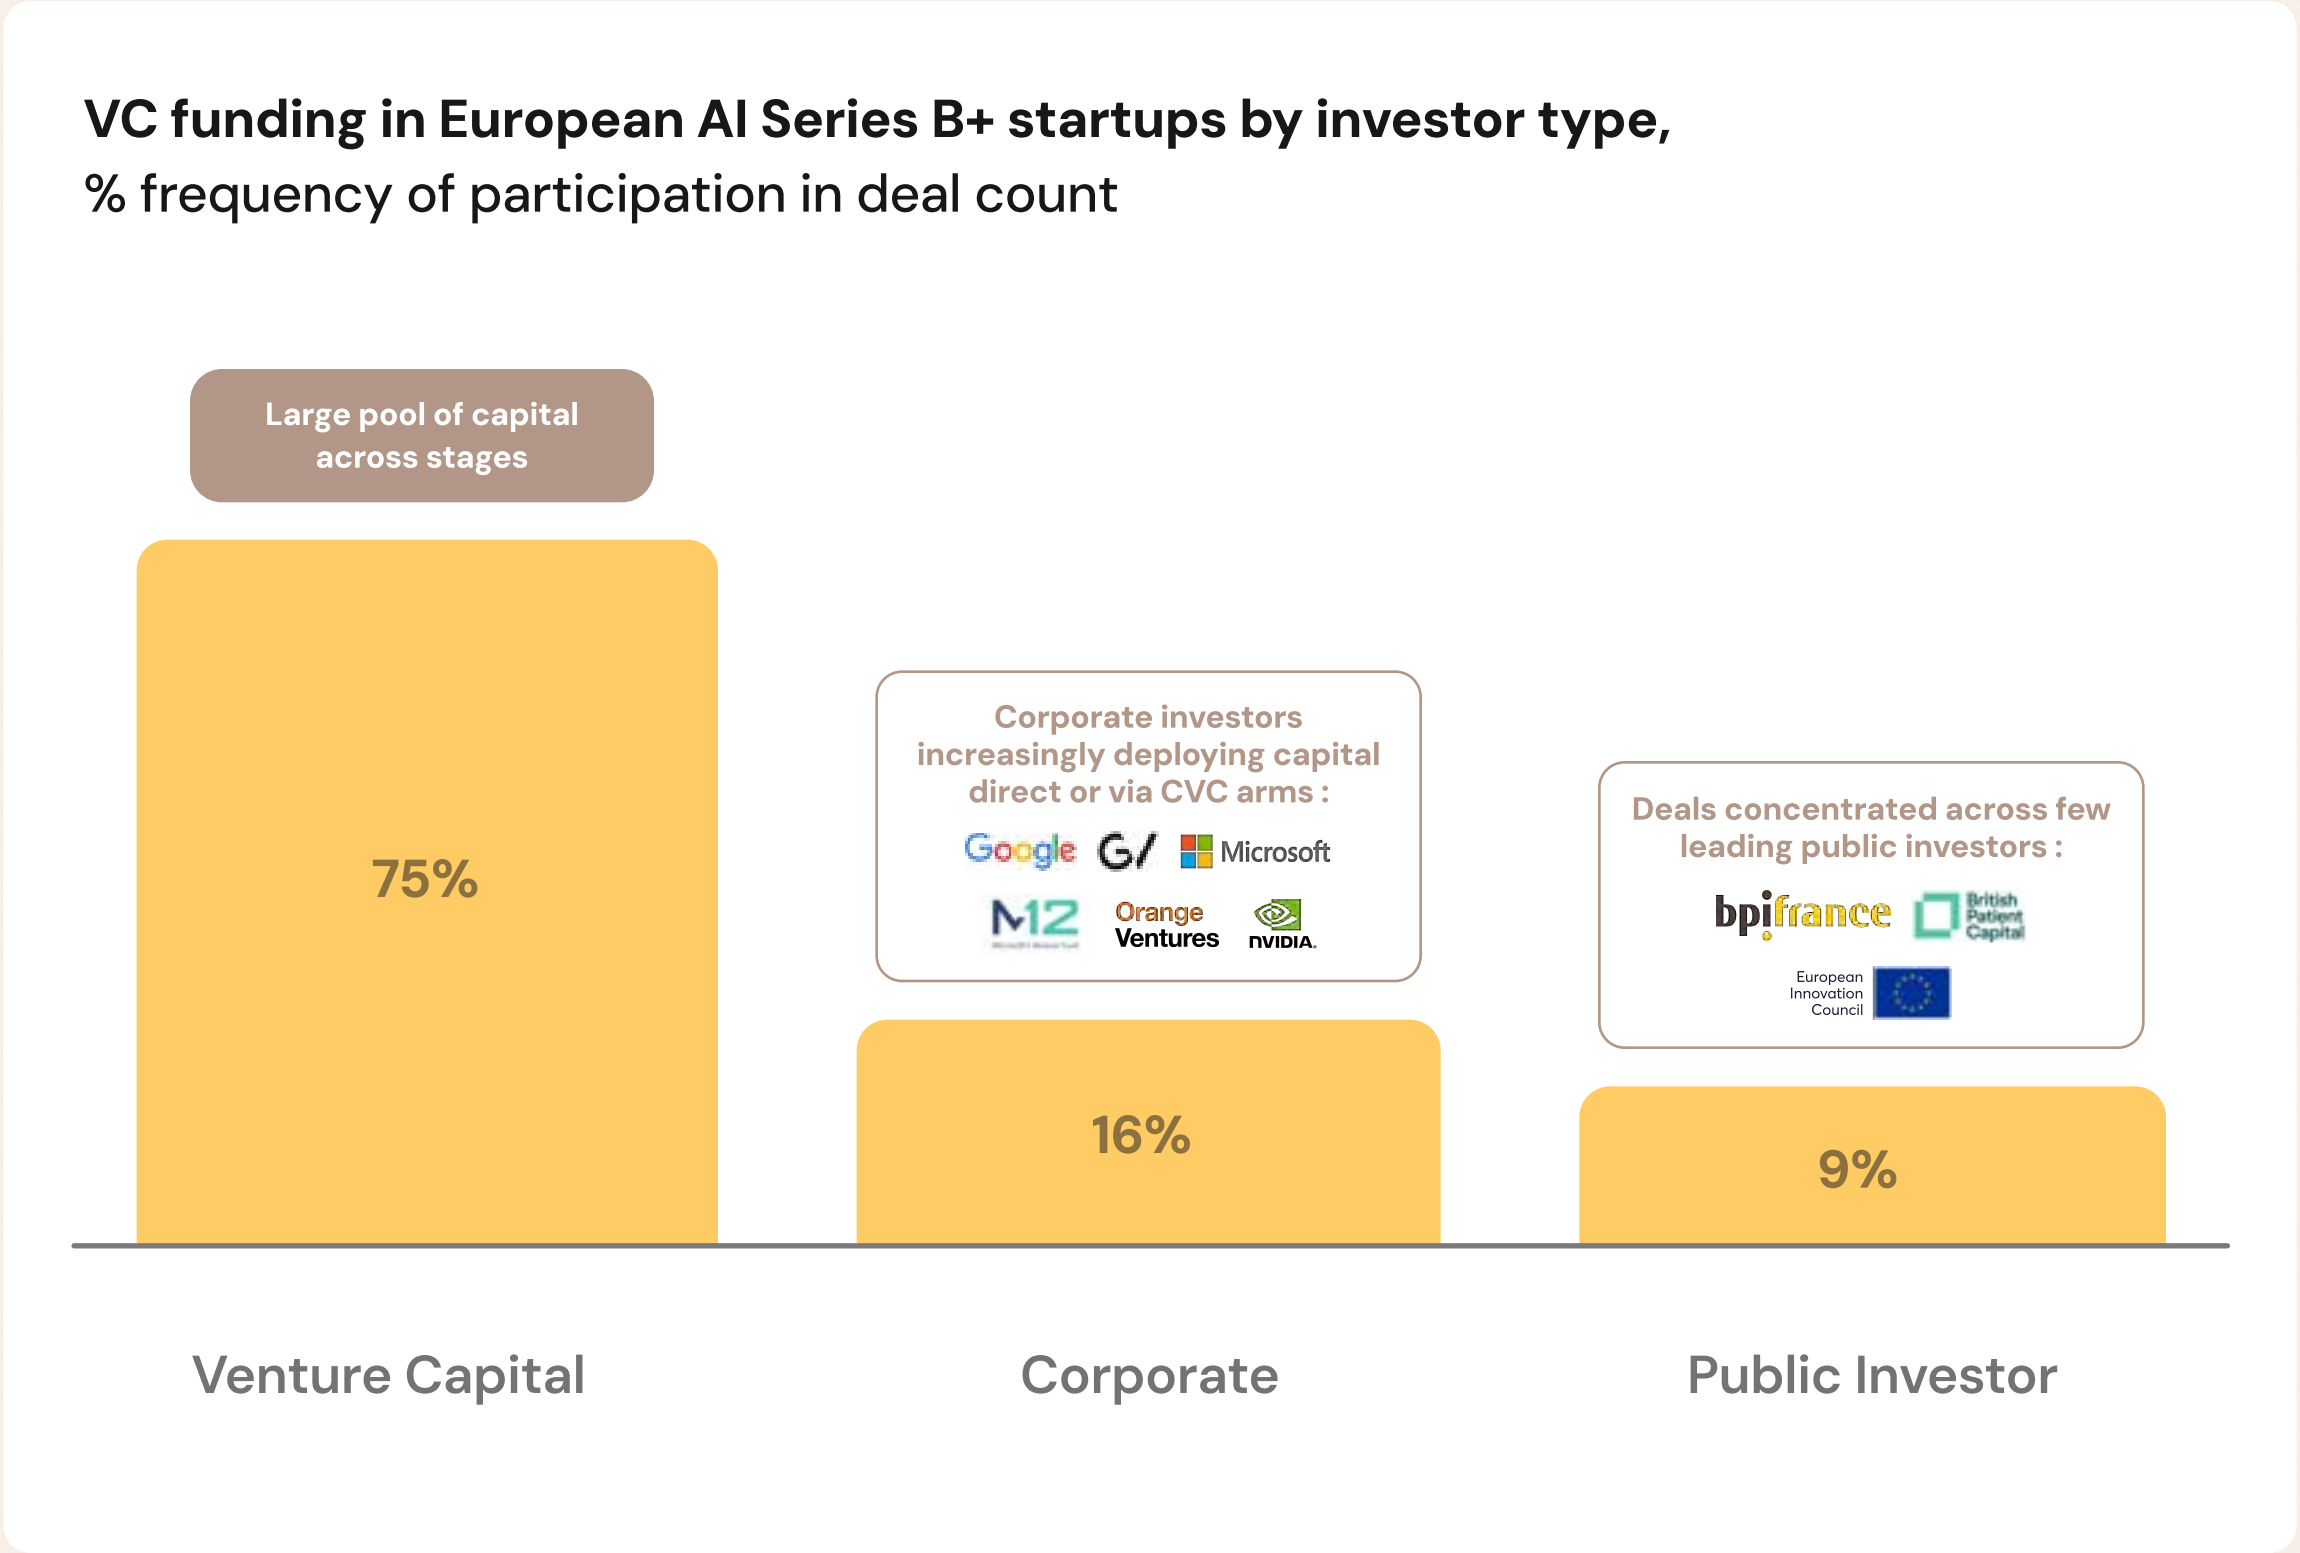 VC funding in European AI Series B+ startups by investor type,
% frequency of participation in deal count
Large pool of capital
across stages
75%
Corporate investors
increasingly deploying capital
direct or via CVC arms :
Google G/ Microsoft
M12
Orange
Ventures
nVIDIA.
16%
Deals concentrated across few
leading public investors :
bpifrance
British
Patient
Capital
European
Innovation
Council
9%
Venture Capital
Corporate
Public Investor